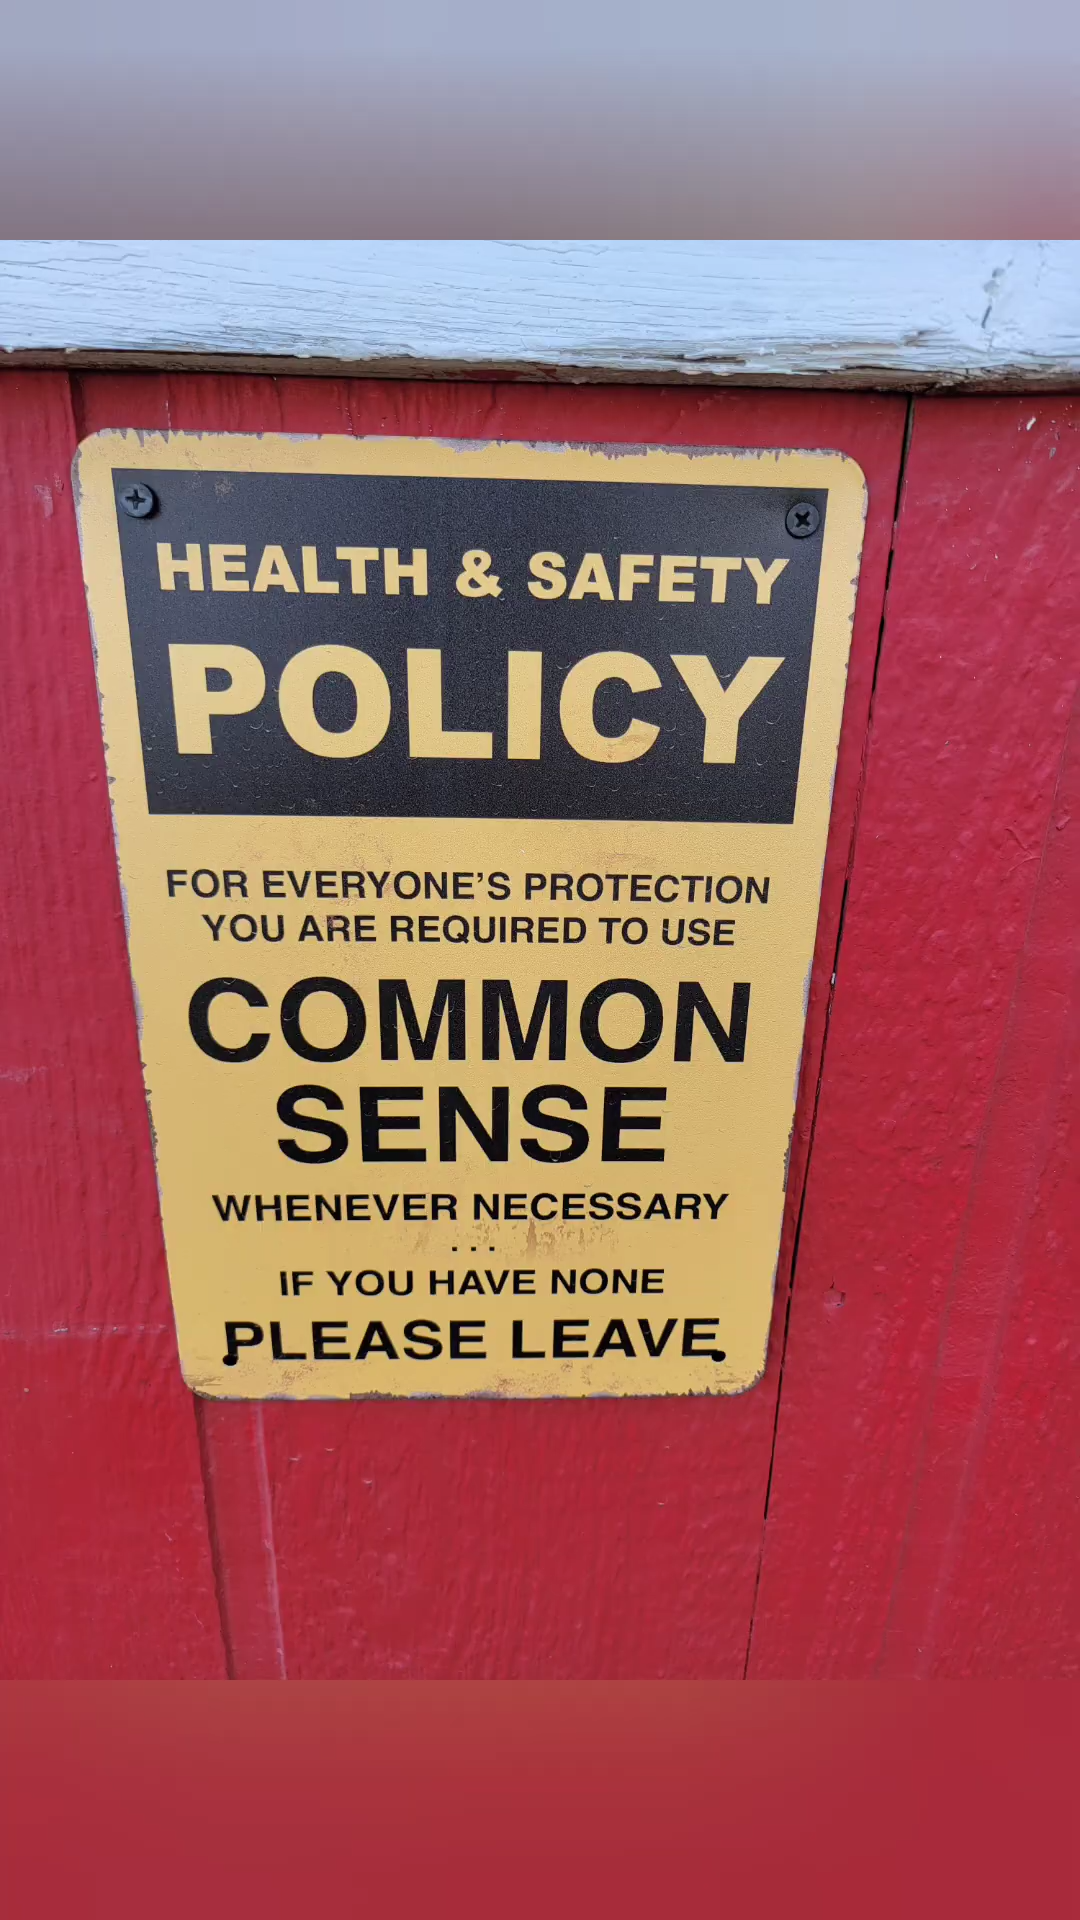 HEALTH & SAFETY
POLICY
FOR EVERYONE'S PROTECTION
YOU ARE REQUIRED TO USE
COMMON
SENSE
WHENEVER NECESSARY
...
IF YOU HAVE NONE
PLEASE LEAVE